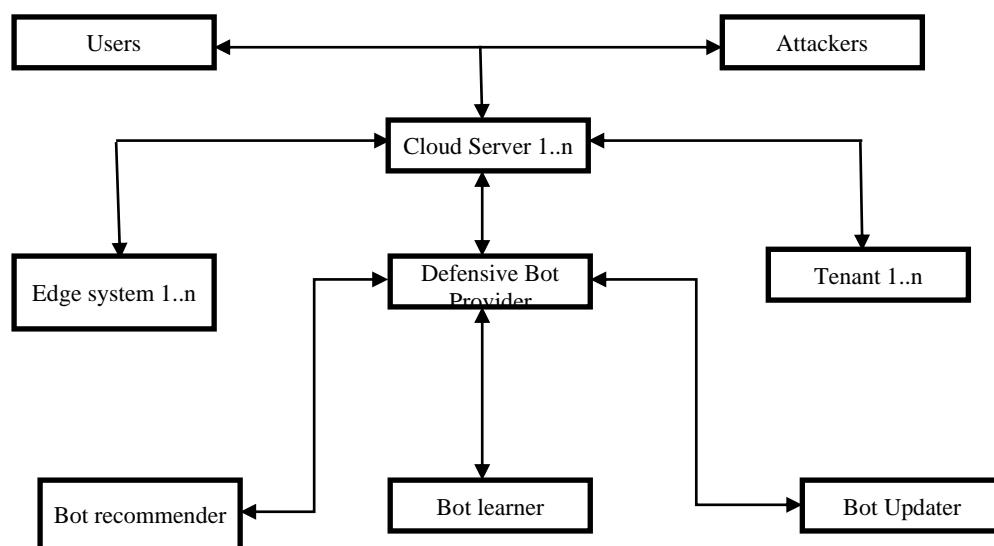 Users
Attackers
Cloud Server 1..n
Edge system 1..n
Defensive Bot
Provider
Tenant 1..n
Bot recommender
Bot learner
Bot Updater